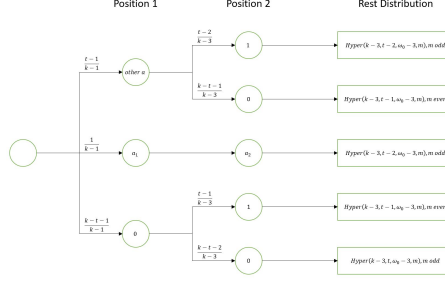 Position 1 Position 2 Rest Distribution
t − 2
k − 3
1
Hyper(k − 3, t − 2, ω₀ − 3, m), m odd
t − 1
k − 1
other a
k − t − 1
k − 3
0
Hyper(k − 3, t − 1, ω₀ − 3, m), m even
1
k − 1
a₁
a₂
Hyper(k − 3, t − 2, ω₀ − 3, m), m odd
t − 1
k − 3
1
Hyper(k − 3, t − 1, ω₀ − 3, m), m even
k − t − 1
k − 1
0
k − t − 2
k − 3
0
Hyper(k − 3, t, ω₀ − 3, m), m odd